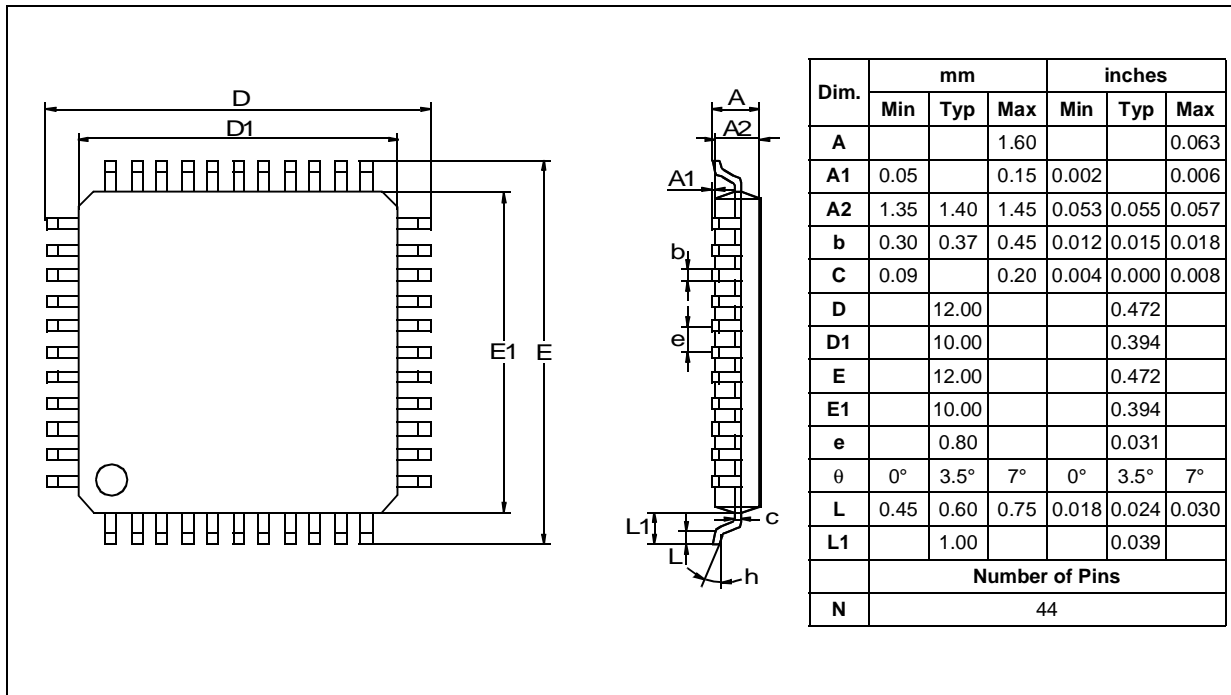 D
D1
E1
E
A
A2
A1
b
e
L1
L
c
h
Dim. mm inches
Min Typ Max Min Typ Max
A 1.60 0.063
A1 0.05 0.15 0.002 0.006
A2 1.35 1.40 1.45 0.053 0.055 0.057
b 0.30 0.37 0.45 0.012 0.015 0.018
C 0.09 0.20 0.004 0.000 0.008
D 12.00 0.472
D1 10.00 0.394
E 12.00 0.472
E1 10.00 0.394
e 0.80 0.031
θ 0° 3.5° 7° 0° 3.5° 7°
L 0.45 0.60 0.75 0.018 0.024 0.030
L1 1.00 0.039
Number of Pins
N 44